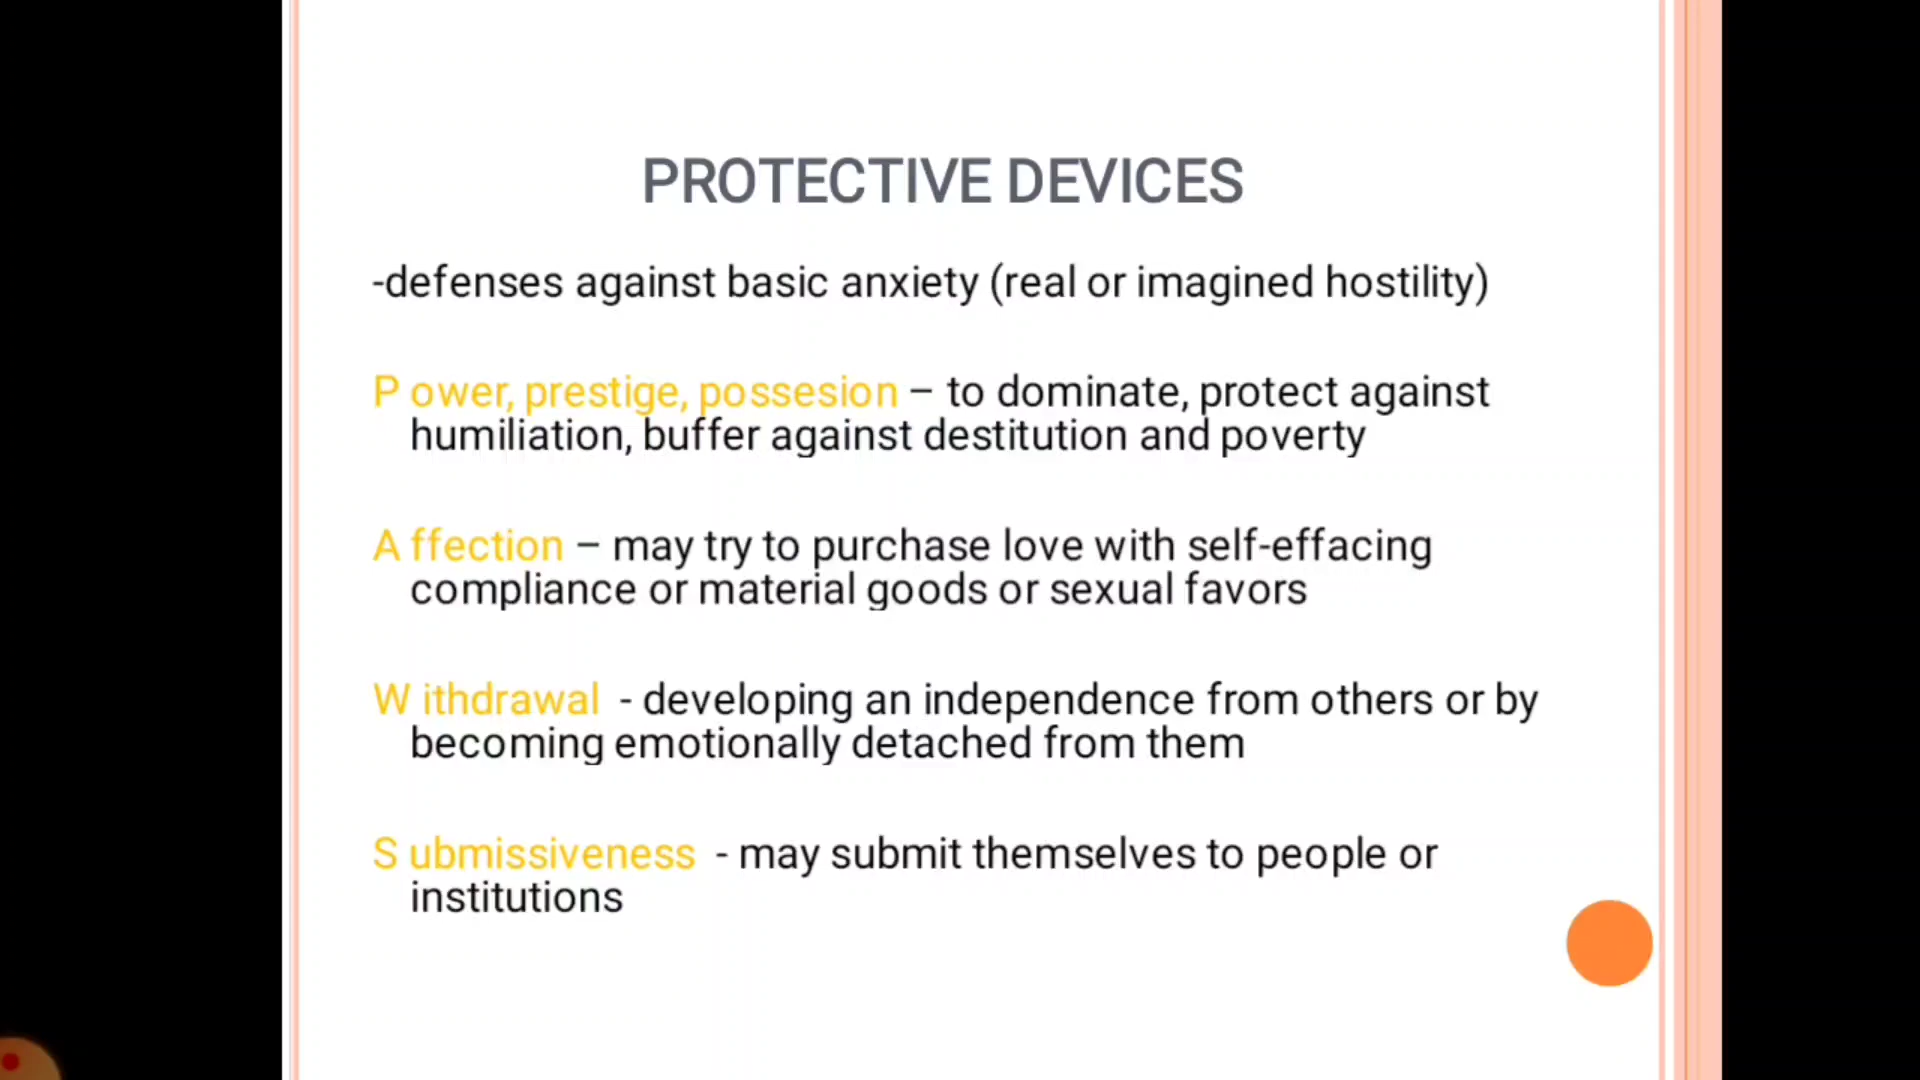 PROTECTIVE DEVICES
-defenses against basic anxiety (real or imagined hostility)
P ower, prestige, possesion – to dominate, protect against
humiliation, buffer against destitution and poverty
A ffection – may try to purchase love with self-effacing
compliance or material goods or sexual favors
W ithdrawal - developing an independence from others or by
becoming emotionally detached from them
S ubmissiveness - may submit themselves to people or
institutions